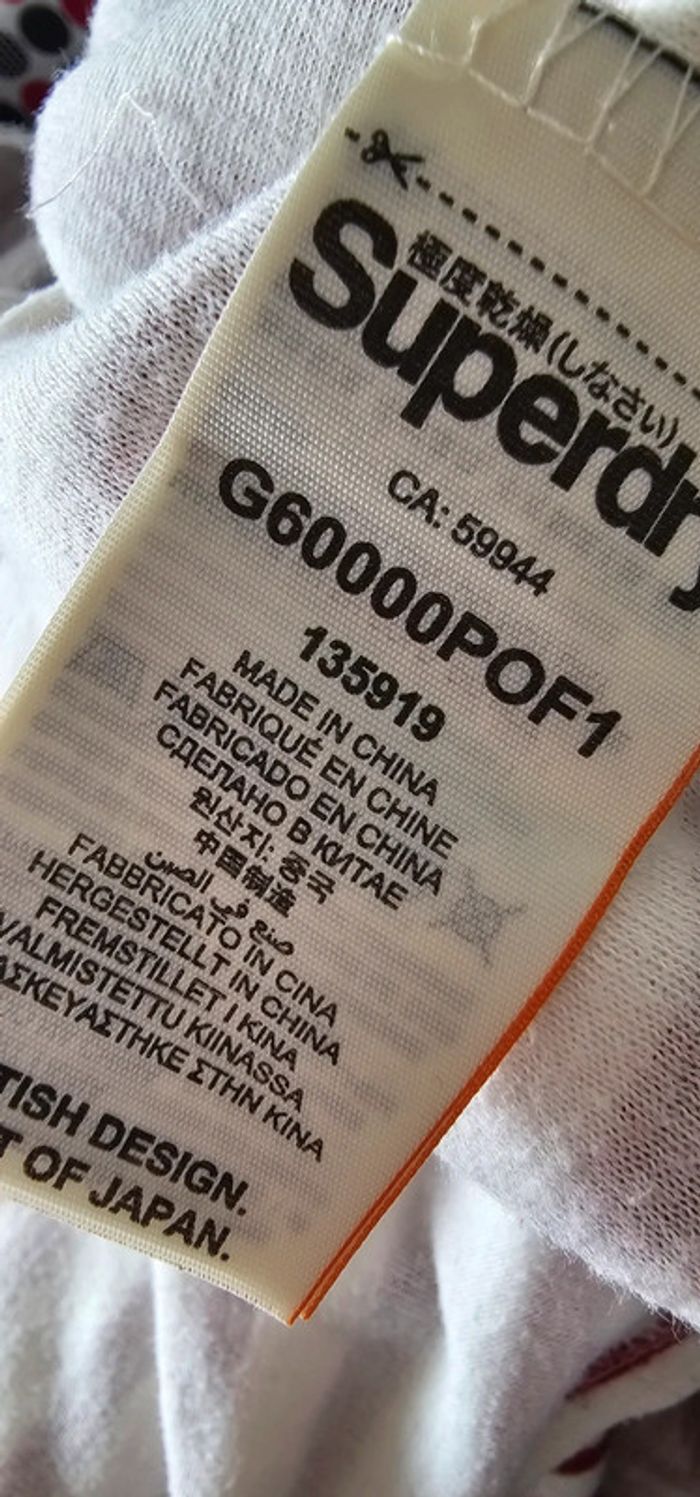 極度乾燥(しなさい)
Superdry
CA: 59944
G60000POF1
135919
MADE IN CHINA
FABRIQUÉ EN CHINE
FABRICADO EN CHINA
СДЕЛАНО В КИТАЕ
원산지: 중국
中国制造
صنع في الصين
FABBRICATO IN CINA
HERGESTELLT IN CHINA
FREMSTILLET I KINA
VALMISTETTU KIINASSA
ΑΣΚΕΥΑΣΤΗΚΕ ΣΤΗΝ ΚΙΝΑ
TISH DESIGN.
T OF JAPAN.